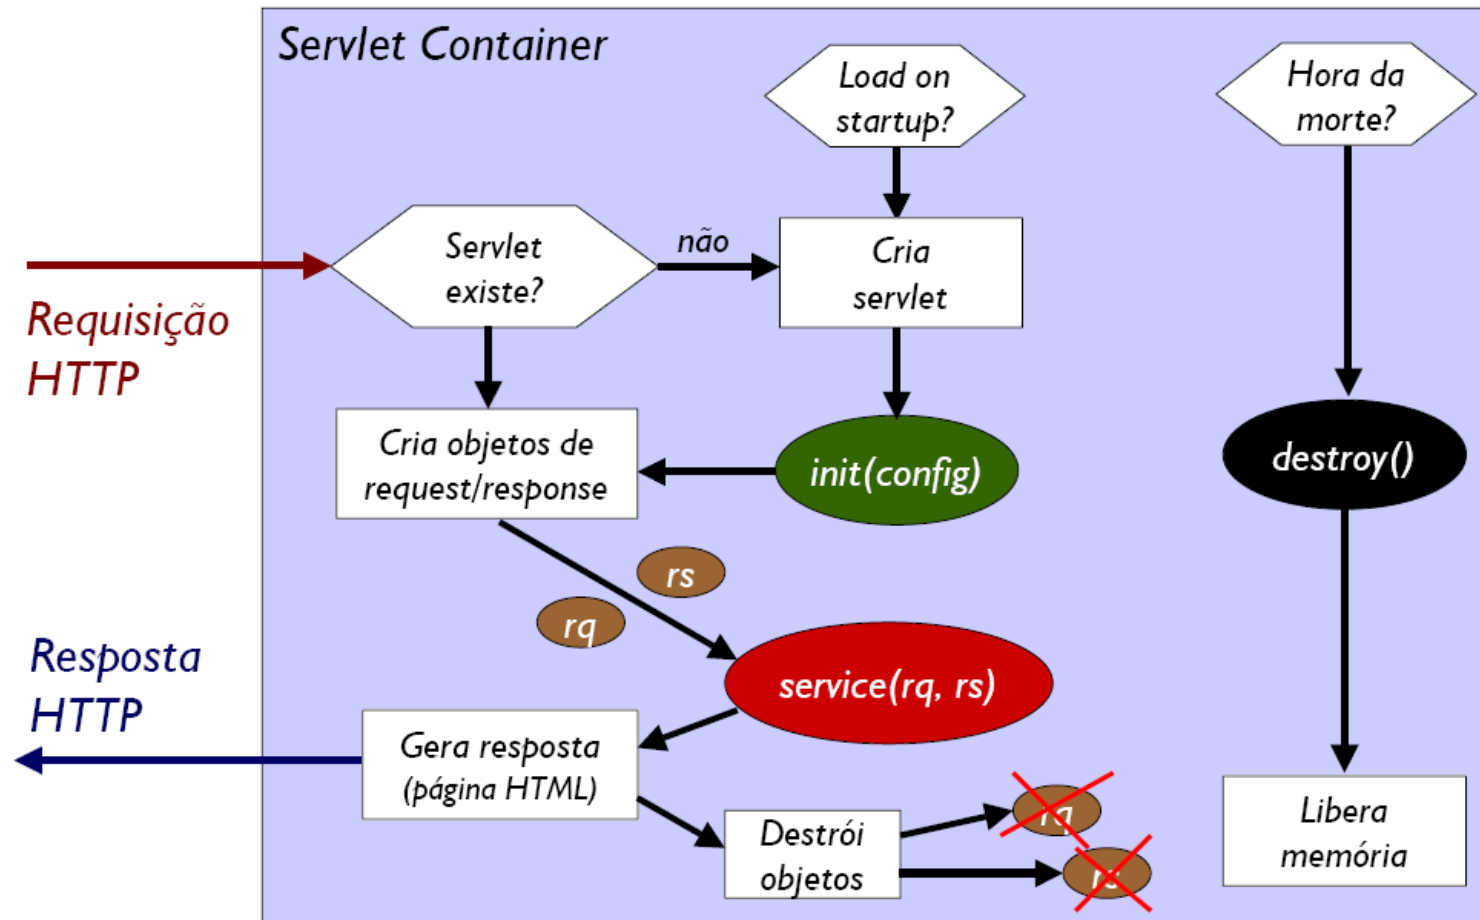 Servlet Container
Load on
startup?
Hora da
morte?
Servlet
existe?
não
Cria
servlet
Requisição
HTTP
Cria objetos de
request/response
init(config)
destroy()
rs
rq
Resposta
HTTP
service(rq, rs)
Gera resposta
(página HTML)
Destrói
objetos
rq
rs
Libera
memória